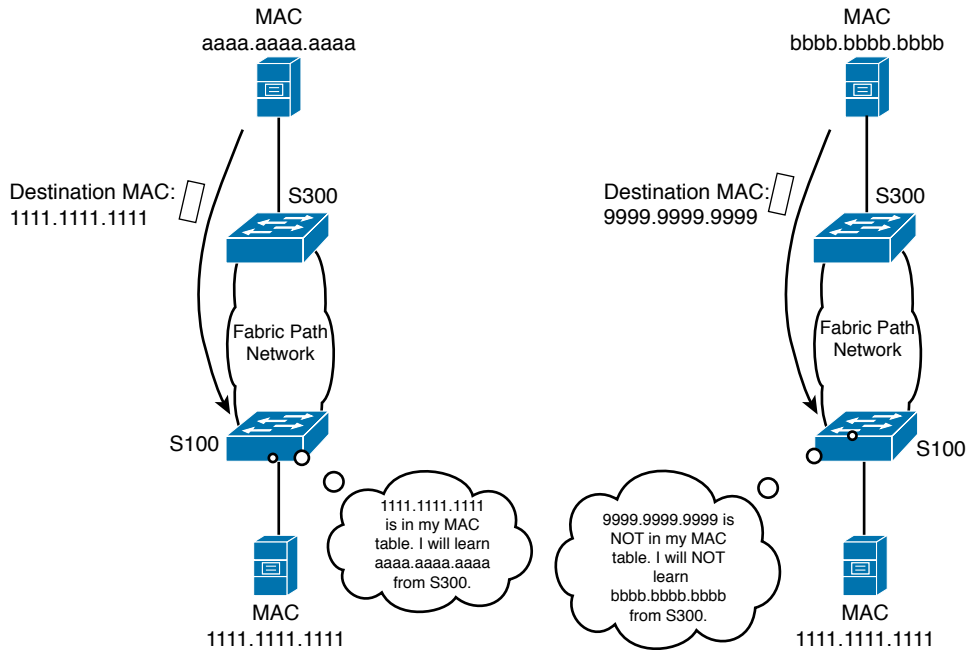 MAC
aaaa.aaaa.aaaa
Destination MAC:
1111.1111.1111
S300
Fabric Path
Network
S100
1111.1111.1111
is in my MAC
table. I will learn
aaaa.aaaa.aaaa
from S300.
MAC
1111.1111.1111
MAC
bbbb.bbbb.bbbb
Destination MAC:
9999.9999.9999
S300
Fabric Path
Network
S100
9999.9999.9999 is
NOT in my MAC
table. I will NOT
learn
bbbb.bbbb.bbbb
from S300.
MAC
1111.1111.1111